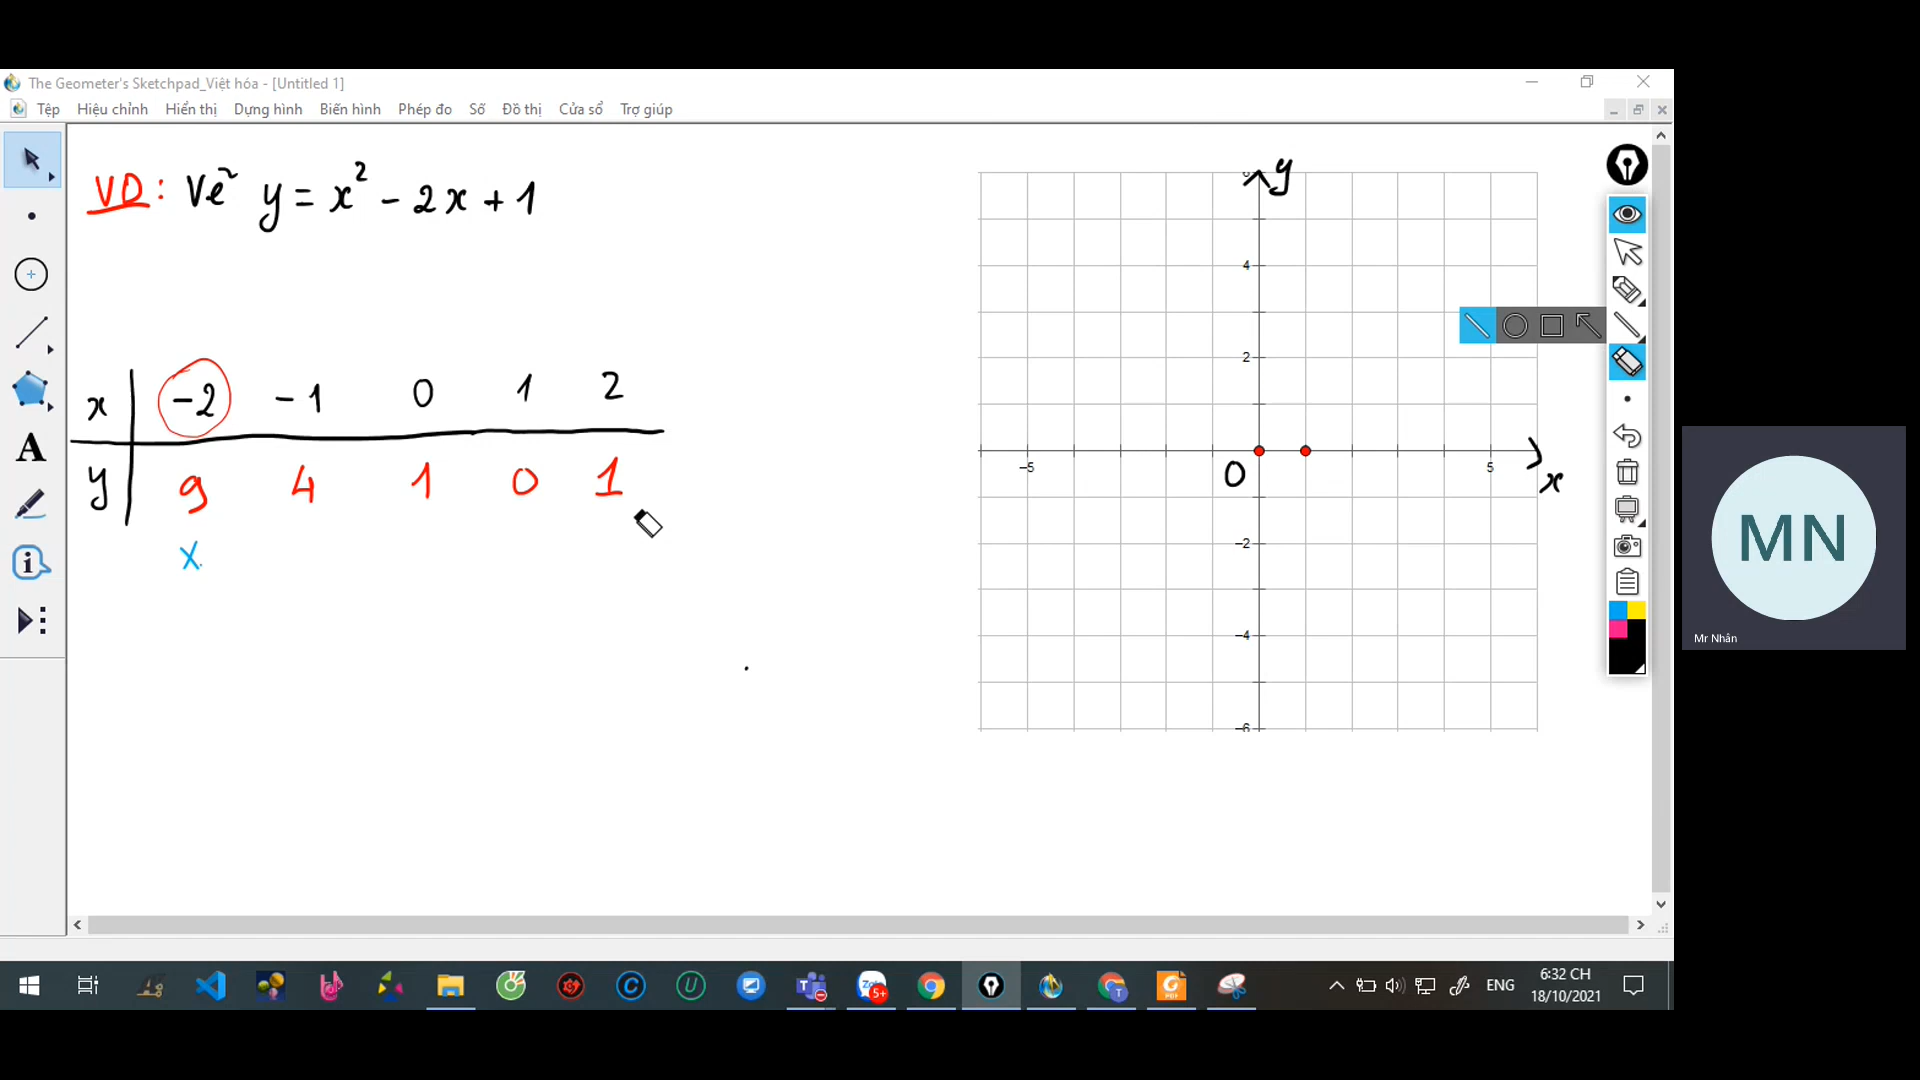 The Geometer's Sketchpad_Việt hóa - [Untitled 1]
Tệp Hiệu chỉnh Hiển thị Dựng hình Biến hình Phép đo Số Đồ thị Cửa sổ Trợ giúp
VD: Vẽ y = x² - 2x + 1
x -2 -1 0 1 2
y 9 4 1 0 1
X
y
4
2
-5 O 5 x
-2
-4
-6
A
MN
Mr Nhân
5+
ENG
6:32 CH
18/10/2021